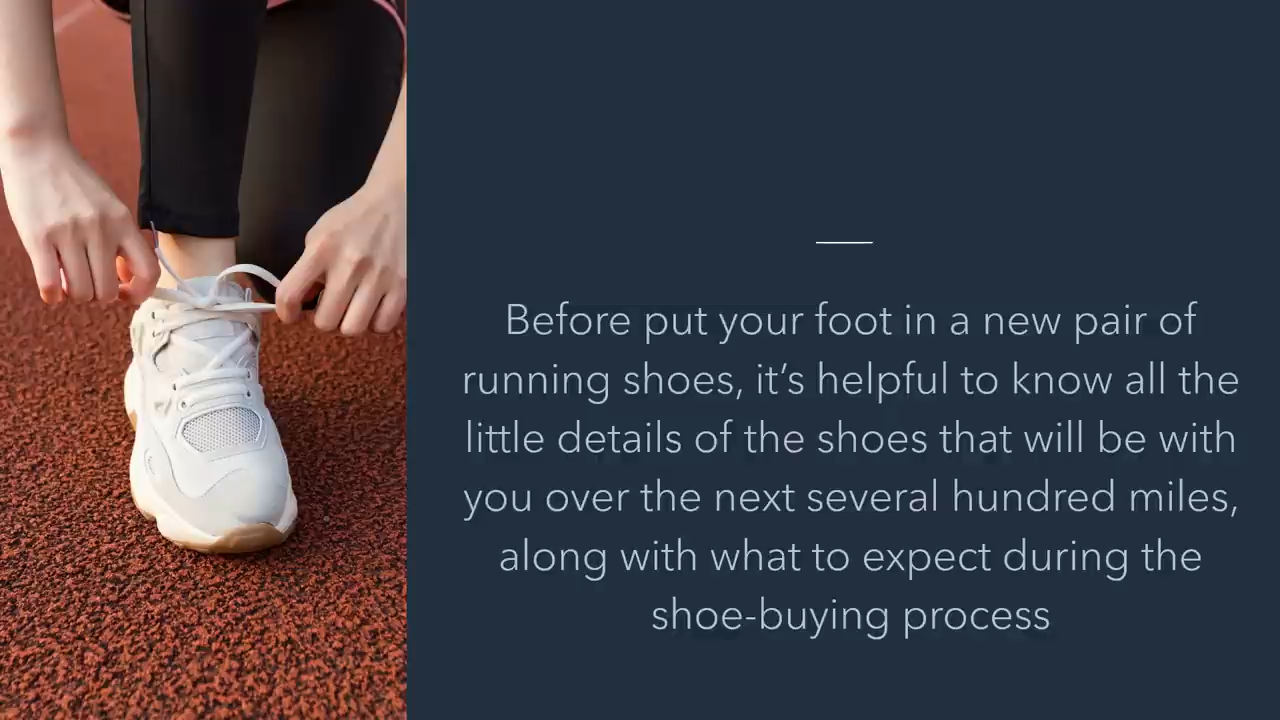 Before put your foot in a new pair of
running shoes, it’s helpful to know all the
little details of the shoes that will be with
you over the next several hundred miles,
along with what to expect during the
shoe-buying process